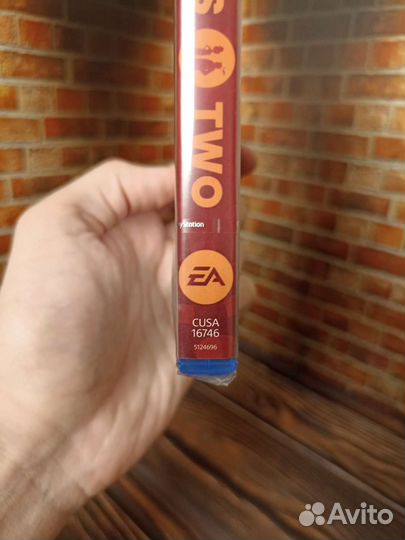 S TWO
yStation
EA
CUSA
16746
5124696
Avito